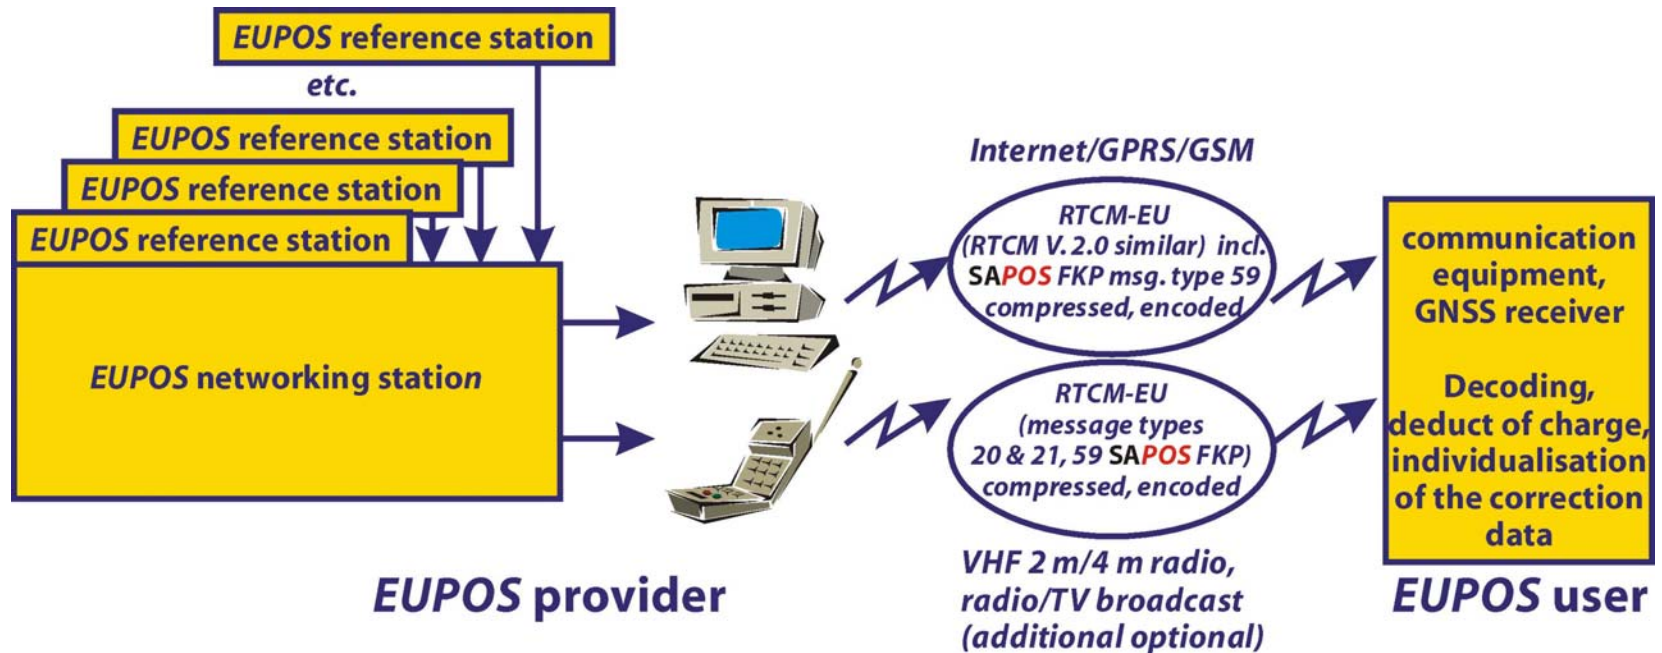 EUPOS reference station
etc.
EUPOS reference station
EUPOS reference station
EUPOS reference station
EUPOS networking station
EUPOS provider
Internet/GPRS/GSM
RTCM-EU
(RTCM V. 2.0 similar) incl.
SAPOS FKP msg. type 59
compressed, encoded
RTCM-EU
(message types
20 & 21, 59 SAPOS FKP)
compressed, encoded
VHF 2 m/4 m radio,
radio/TV broadcast
(additional optional)
communication
equipment,
GNSS receiver
Decoding,
deduct of charge,
individualisation
of the correction
data
EUPOS user